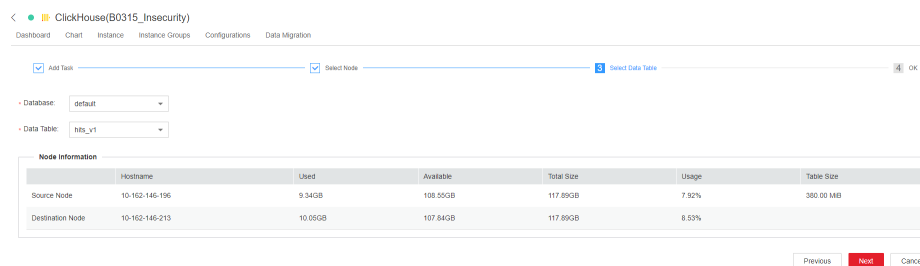 ClickHouse(B0315_Insecurity)
Dashboard Chart Instance Instance Groups Configurations Data Migration
Add Task Select Node 3 Select Data Table 4 OK
* Database: default
* Data Table: hits_v1
Node Information
Hostname Used Available Total Size Usage Table Size
Source Node 10-162-146-196 9.34GB 108.55GB 117.89GB 7.92% 380.00 MiB
Destination Node 10-162-146-213 10.05GB 107.84GB 117.89GB 8.53%
Previous Next Cance